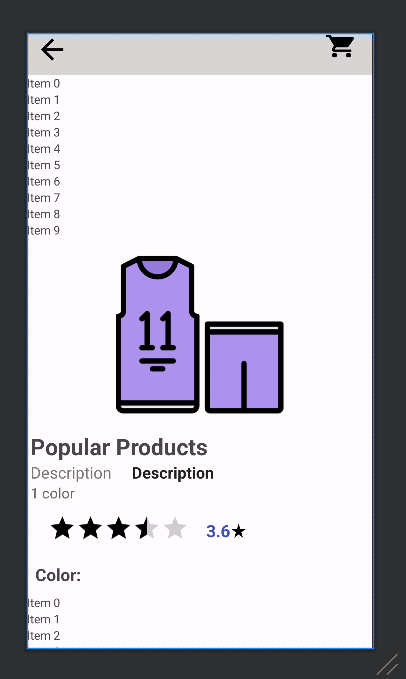 Item 0
Item 1
Item 2
Item 3
Item 4
Item 5
Item 6
Item 7
Item 8
Item 9
11
Popular Products
Description Description
1 color
3.6★
Color:
Item 0
Item 1
Item 2